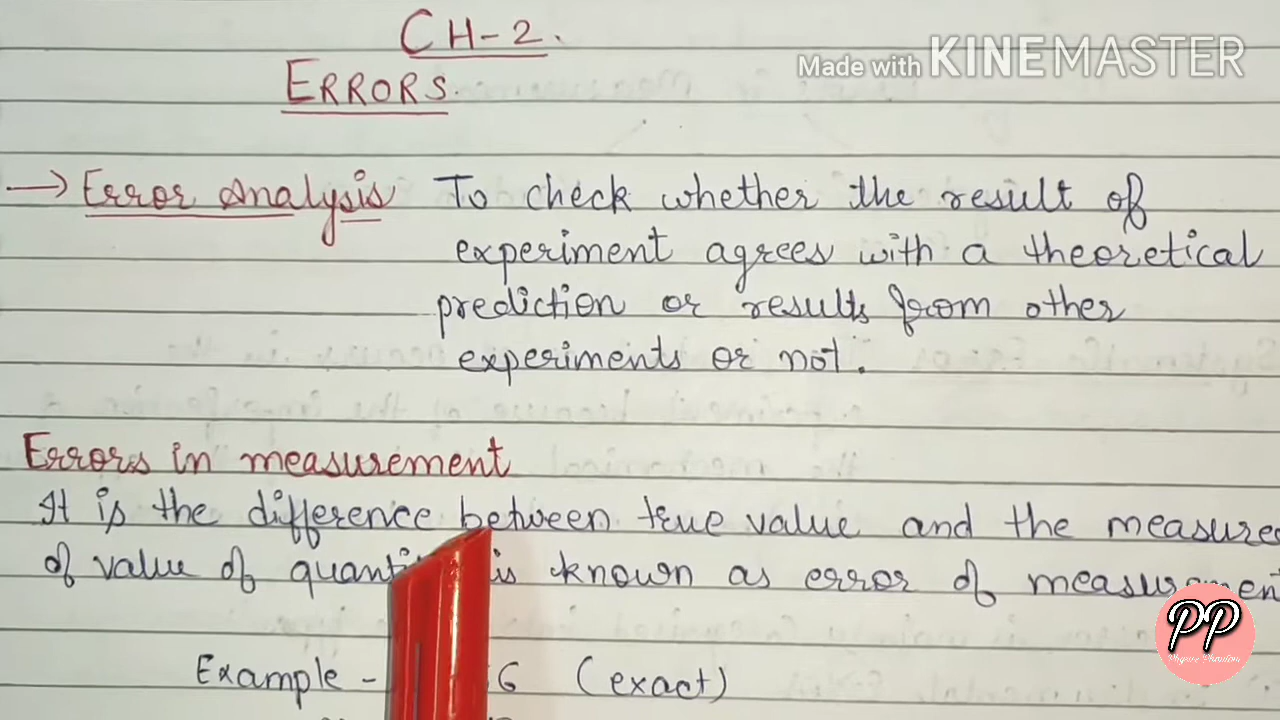 CH-2.
Made with KINEMASTER
ERRORS.
→ Error Analysis To check whether the result of
experiment agrees with a theoretical
prediction or results from other
experiments or not.
Errors in measurement
It is the difference between true value and the measured
of value of is known as error of measurement
Example - 6 (exact)
PP